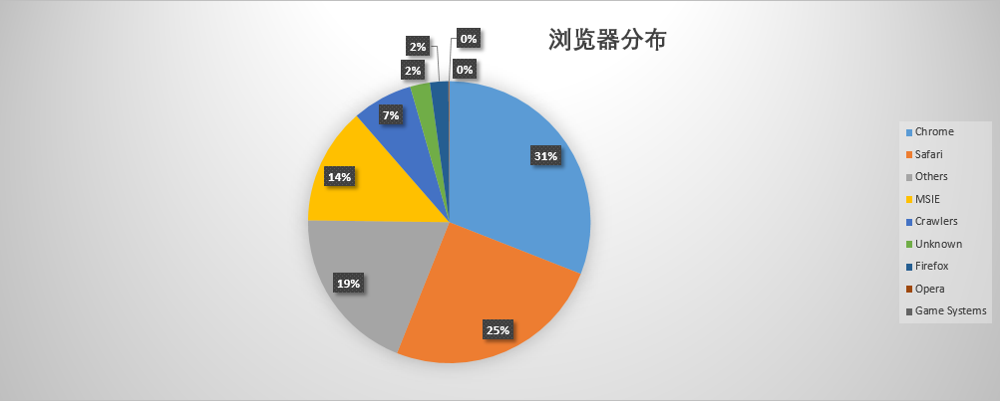 浏览器分布
0%
2%
0%
2%
7%
31%
14%
19%
25%
Chrome
Safari
Others
MSIE
Crawlers
Unknown
Firefox
Opera
Game Systems